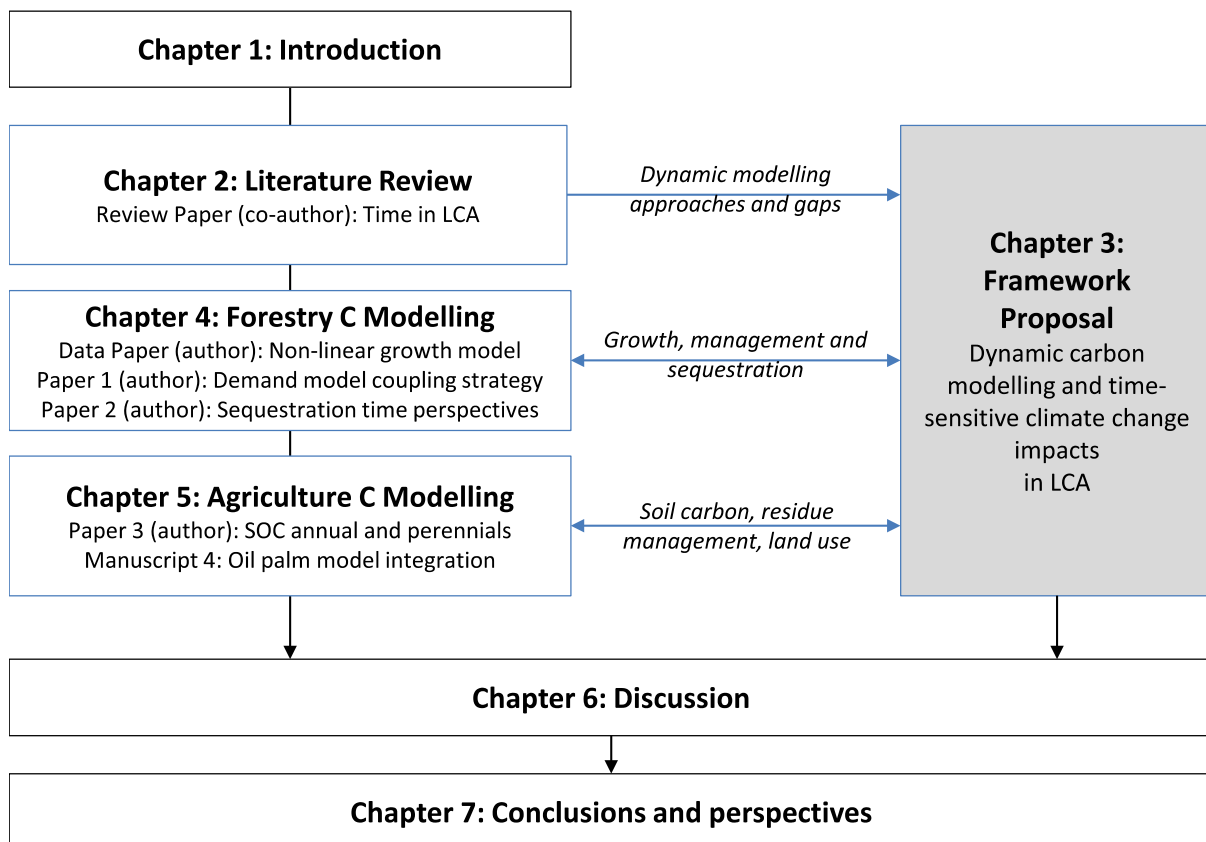 Chapter 1: Introduction
Chapter 2: Literature Review
Review Paper (co-author): Time in LCA
Dynamic modelling
approaches and gaps
Chapter 3:
Framework
Proposal
Dynamic carbon
modelling and time-
sensitive climate change
impacts
in LCA
Chapter 4: Forestry C Modelling
Data Paper (author): Non-linear growth model
Paper 1 (author): Demand model coupling strategy
Paper 2 (author): Sequestration time perspectives
Growth, management and
sequestration
Chapter 5: Agriculture C Modelling
Paper 3 (author): SOC annual and perennials
Manuscript 4: Oil palm model integration
Soil carbon, residue
management, land use
Chapter 6: Discussion
Chapter 7: Conclusions and perspectives